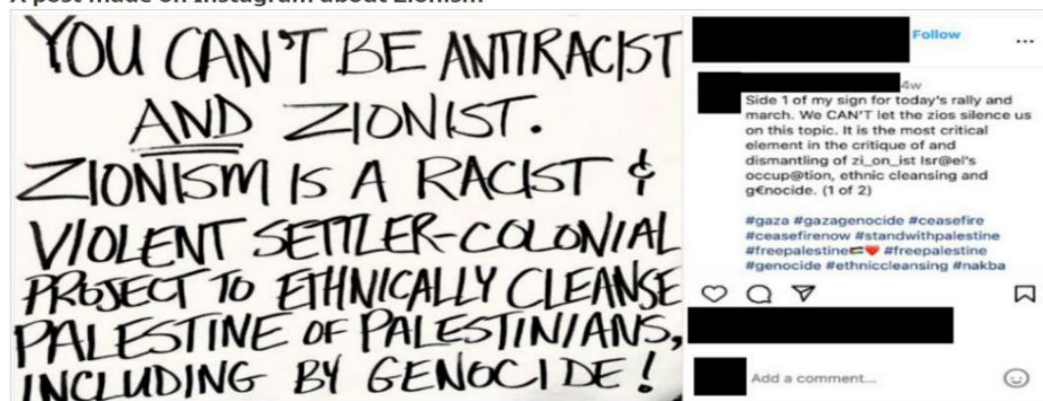 A post made on Instagram about Zionism
YOU CAN'T BE ANTIRACIST
AND ZIONIST.
ZIONISM IS A RACIST &
VIOLENT SETTLER-COLONIAL
PROJECT TO ETHNICALLY CLEANSE
PALESTINE OF PALESTINIANS,
INCLUDING BY GENOCIDE!
Follow
...
4w
Side 1 of my sign for today's rally and
march. We CAN'T let the zios silence us
on this topic. It is the most critical
element in the critique of and
dismantling of zi_on_ist Isr@el's
occup@tion, ethnic cleansing and
g€nocide. (1 of 2)
#gaza #gazagenocide #ceasefire
#ceasefirenow #standwithpalestine
#freepalestine🇵🇸❤️ #freepalestine
#genocide #ethniccleansing #nakba
Add a comment...